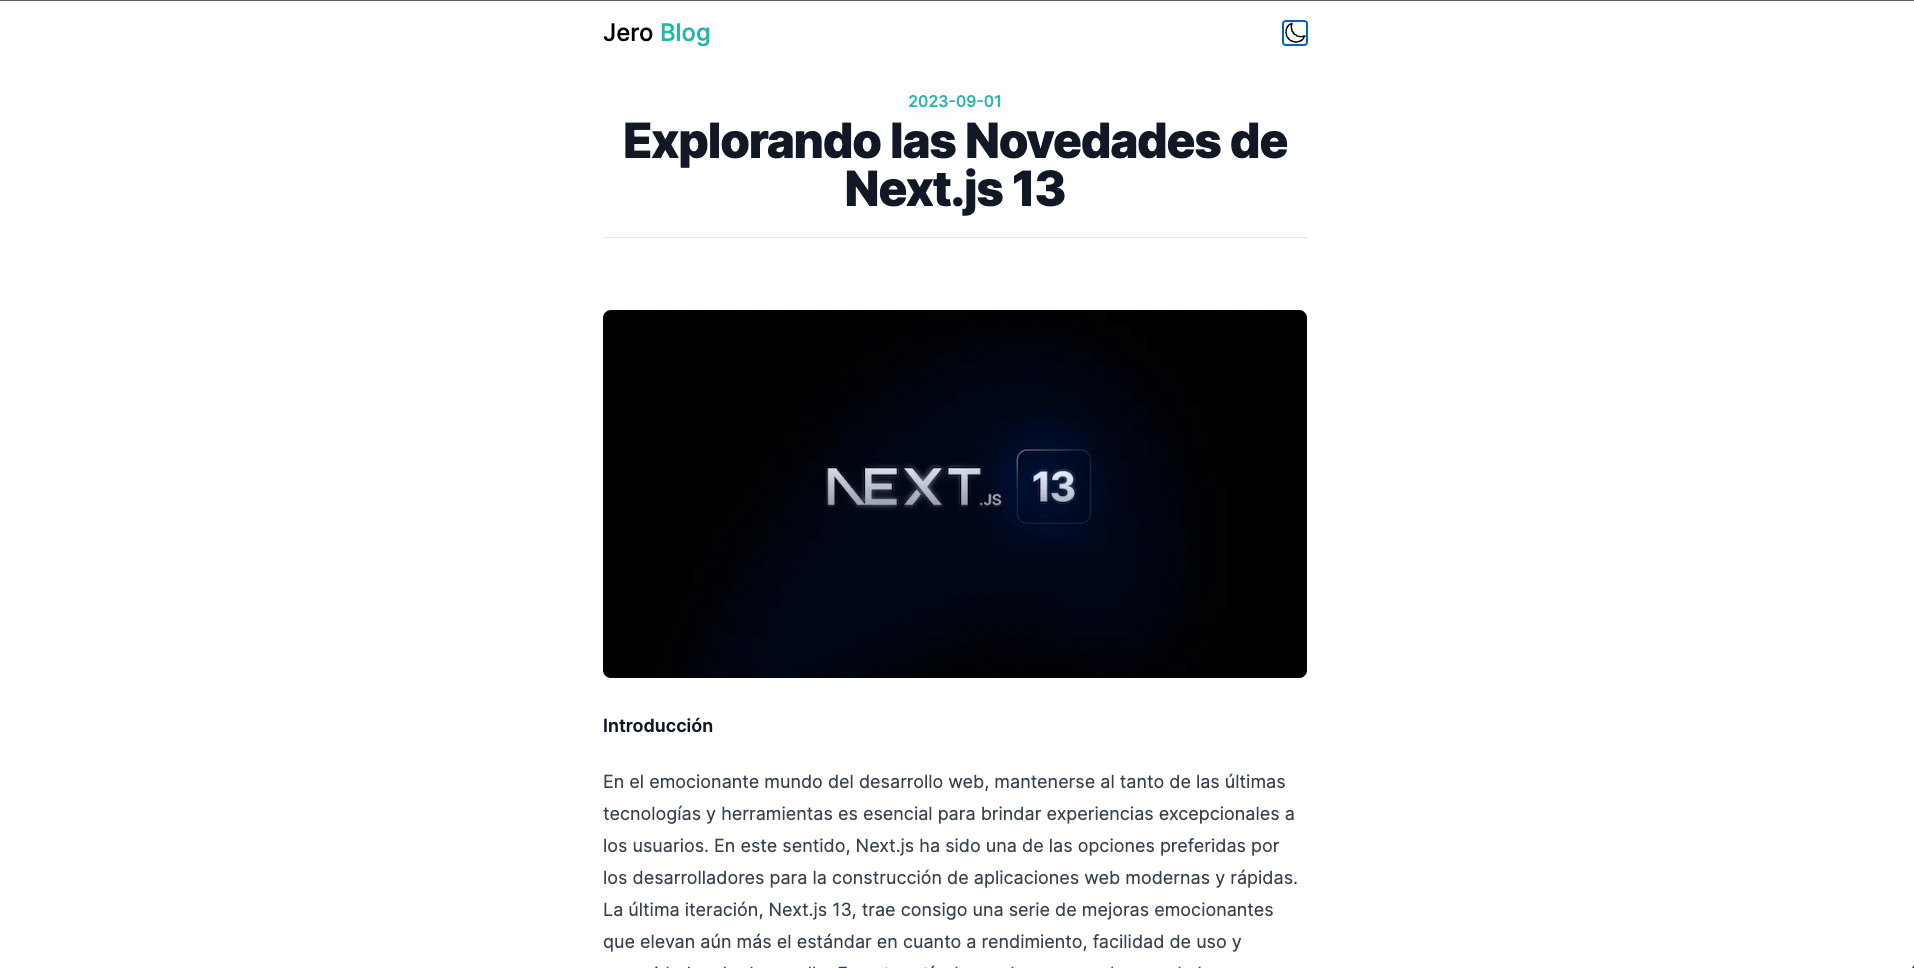 Jero Blog
2023-09-01
Explorando las Novedades de
Next.js 13
NEXT.JS 13
Introducción
En el emocionante mundo del desarrollo web, mantenerse al tanto de las últimas
tecnologías y herramientas es esencial para brindar experiencias excepcionales a
los usuarios. En este sentido, Next.js ha sido una de las opciones preferidas por
los desarrolladores para la construcción de aplicaciones web modernas y rápidas.
La última iteración, Next.js 13, trae consigo una serie de mejoras emocionantes
que elevan aún más el estándar en cuanto a rendimiento, facilidad de uso y